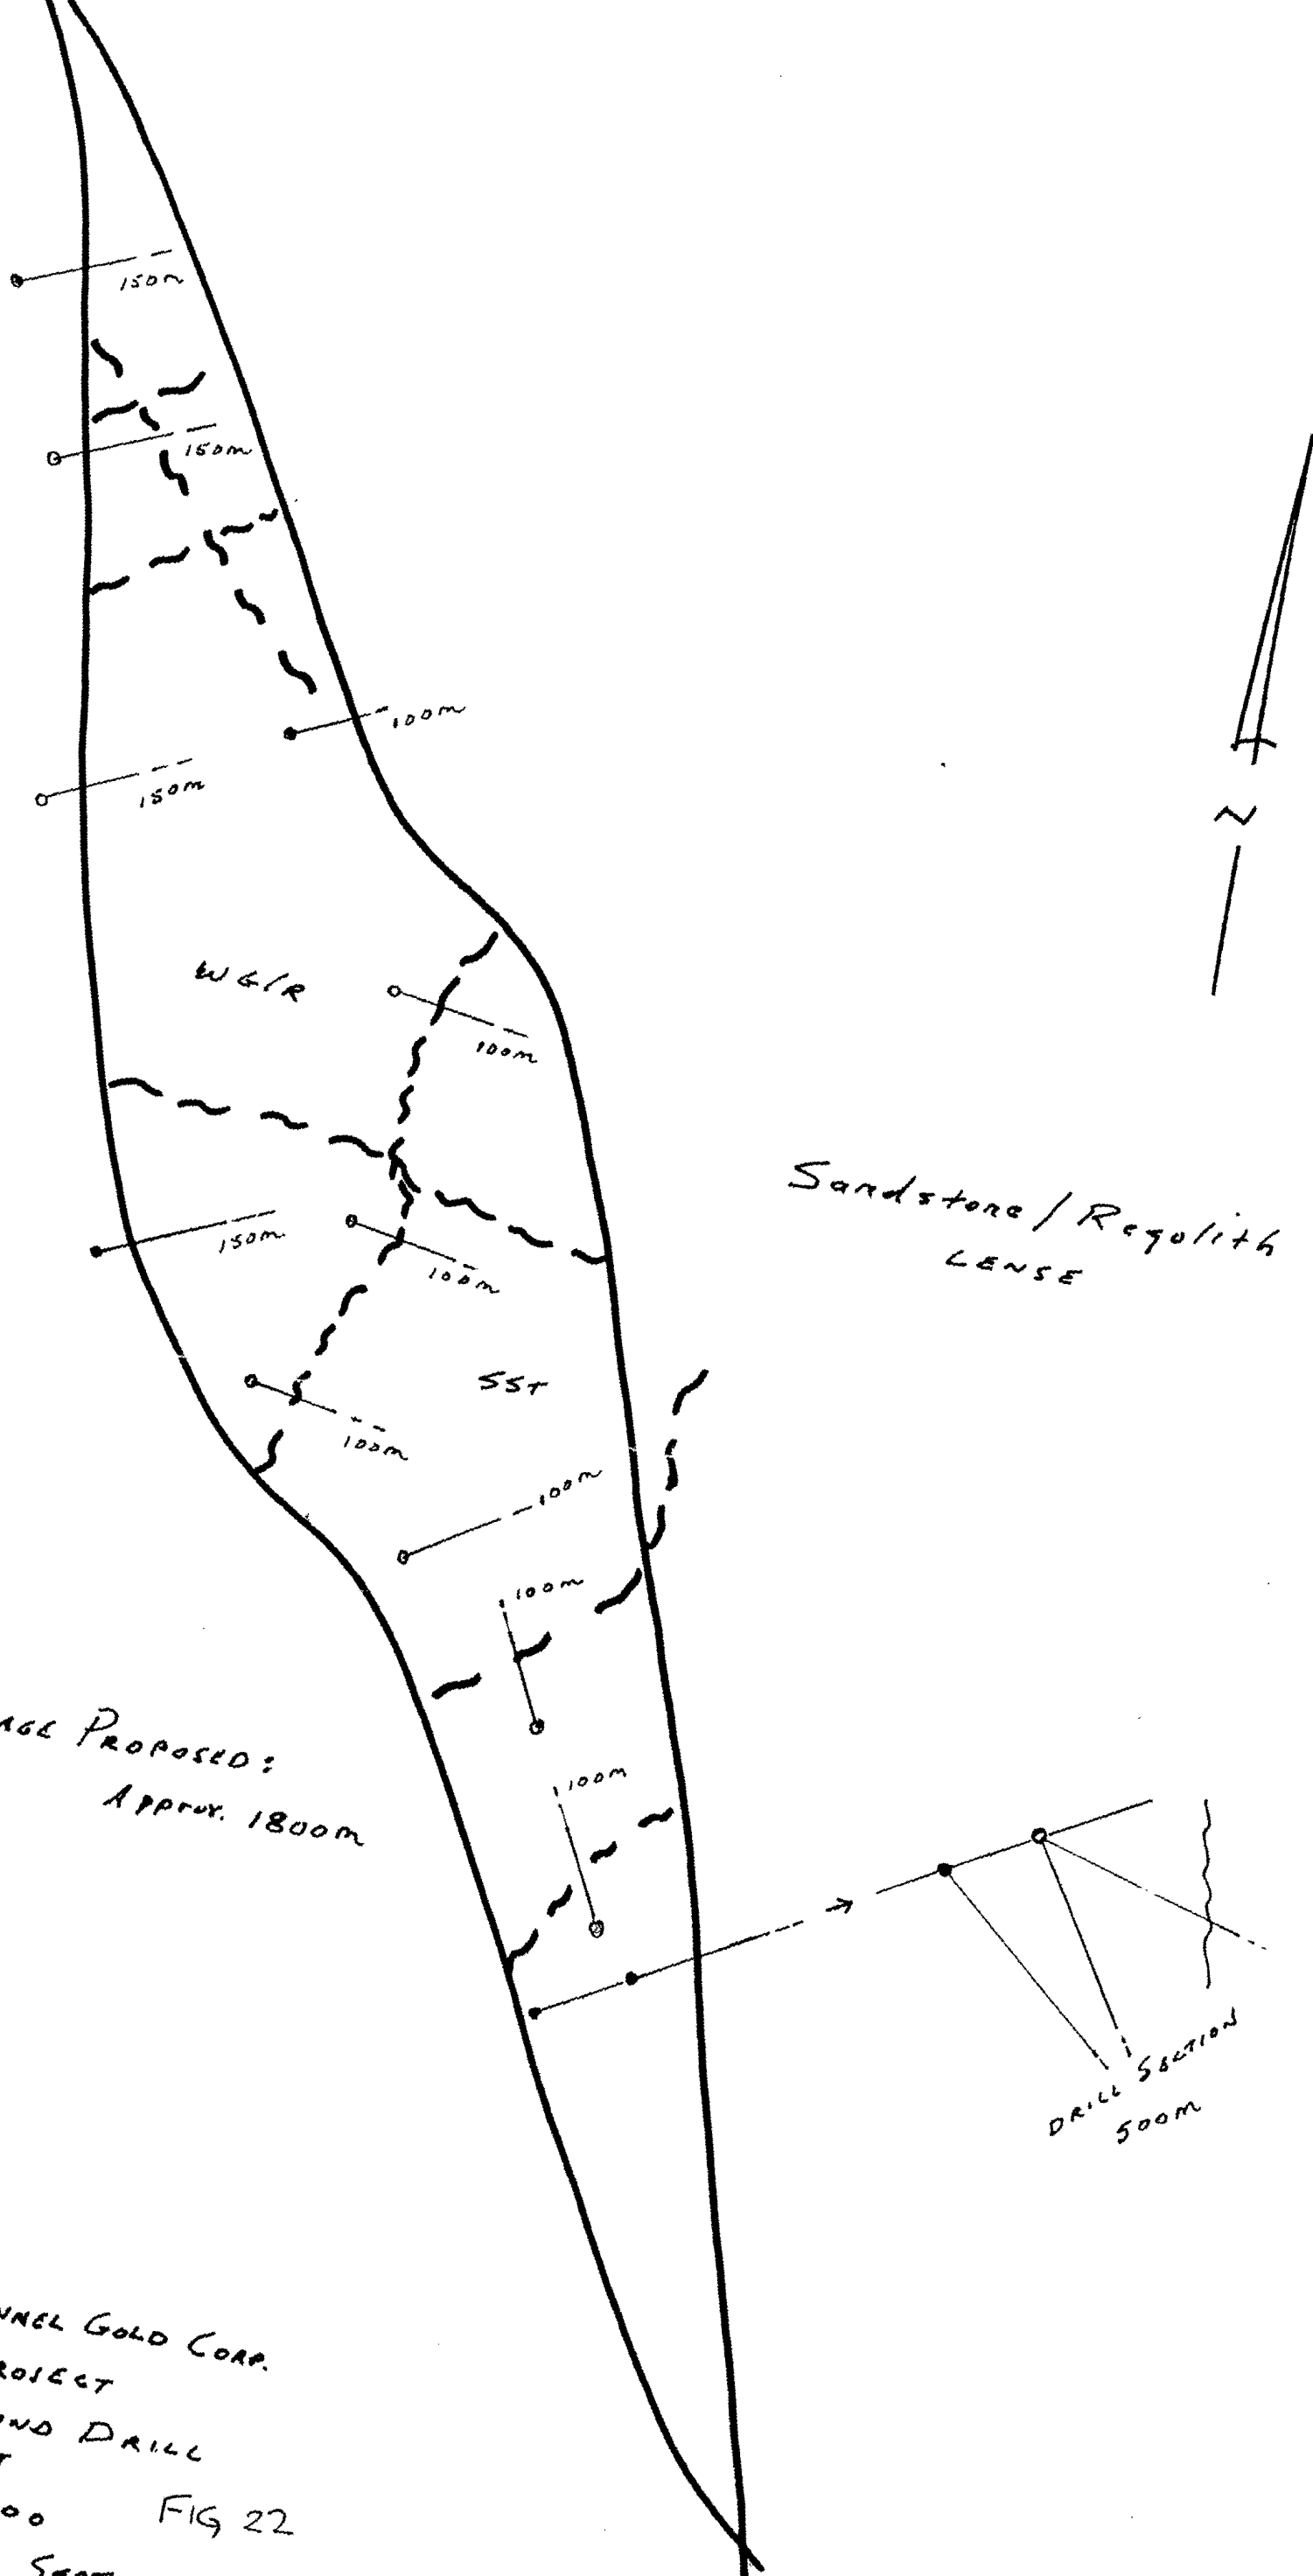 150m
150m
100m
150m
WG/R
100m
Sandstone / Regolith
LENSE
150m
100m
SST
100m
100m
100m
PROPOSED:
Approx. 1800m
100m
DRILL SECTION
500m
GOLD CORP.
DRILL
FIG 22